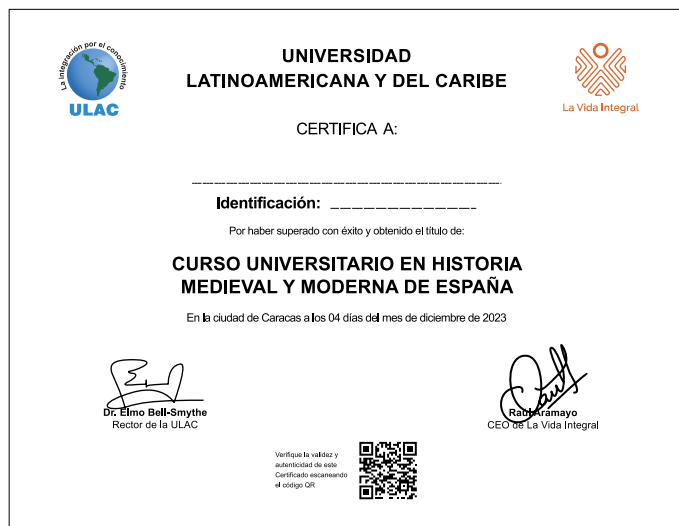 La integración por el conocimiento
ULAC
UNIVERSIDAD
LATINOAMERICANA Y DEL CARIBE
La Vida Integral
CERTIFICA A:
Identificación:
Por haber superado con éxito y obtenido el título de:
CURSO UNIVERSITARIO EN HISTORIA
MEDIEVAL Y MODERNA DE ESPAÑA
En la ciudad de Caracas a los 04 días del mes de diciembre de 2023
Dr. Elmo Bell-Smythe
Rector de la ULAC
Raúl Aramayo
CEO de La Vida Integral
Verifique la validez y
autenticidad de este
Certificado escaneando
el código QR